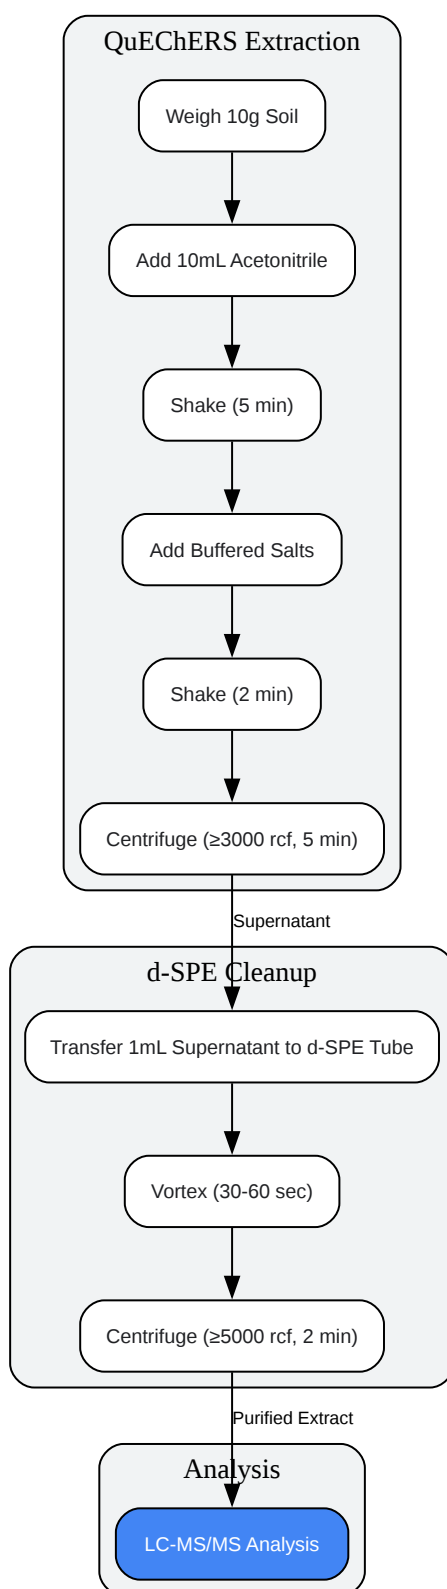 QuEChERS Extraction
Weigh 10g Soil
Add 10mL Acetonitrile
Shake (5 min)
Add Buffered Salts
Shake (2 min)
Centrifuge (≥3000 rcf, 5 min)
Supernatant
d-SPE Cleanup
Transfer 1mL Supernatant to d-SPE Tube
Vortex (30-60 sec)
Centrifuge (≥5000 rcf, 2 min)
Purified Extract
Analysis
LC-MS/MS Analysis